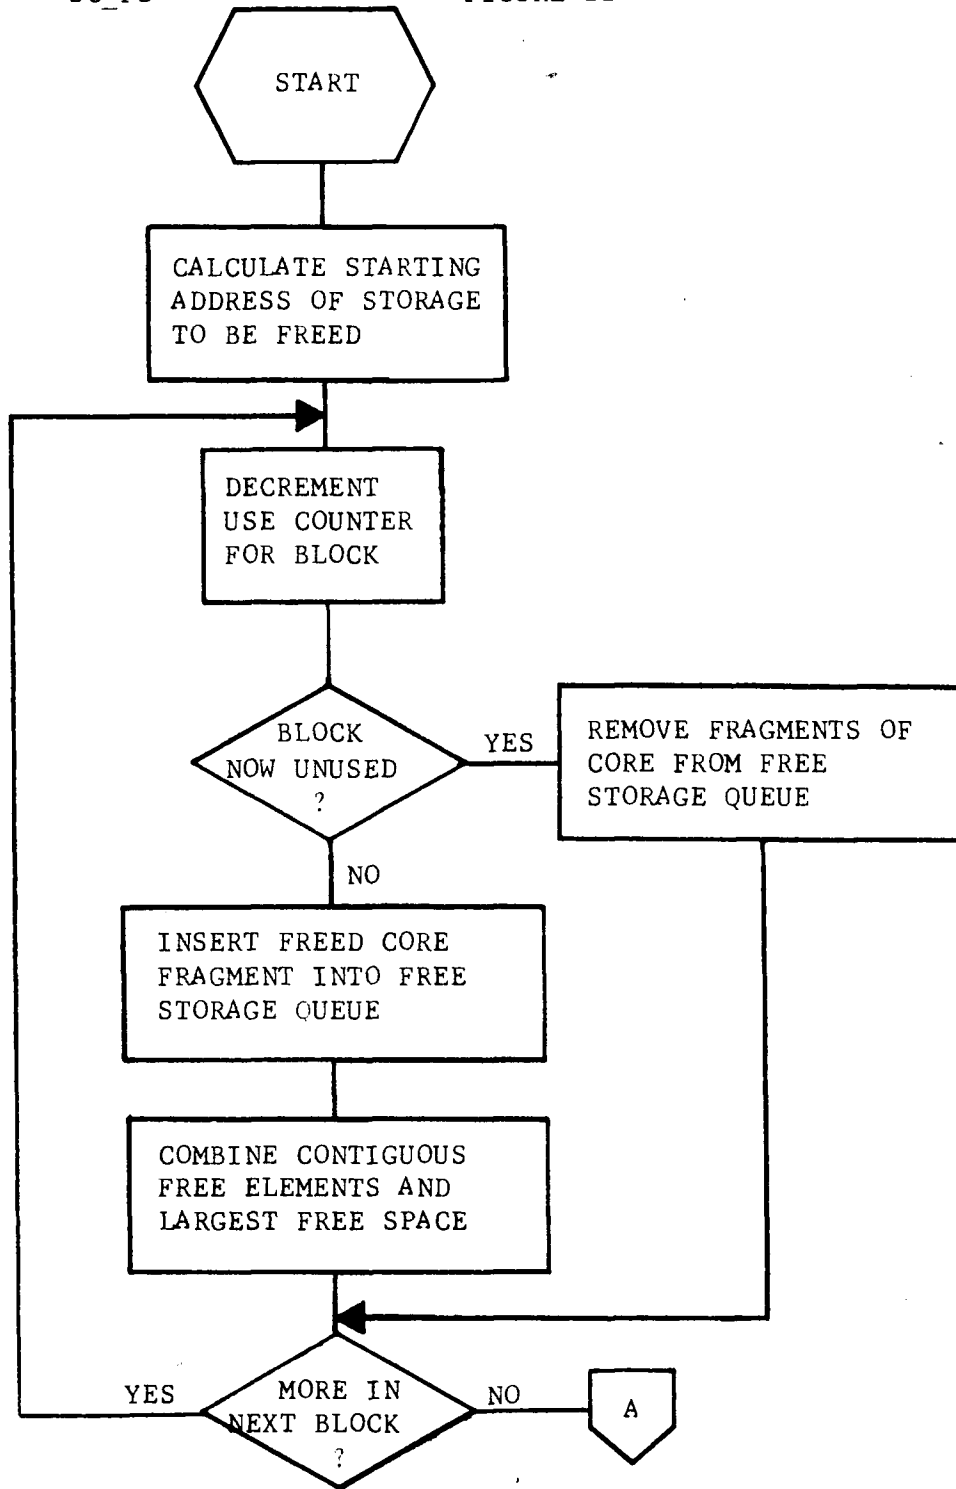 START
CALCULATE STARTING
ADDRESS OF STORAGE
TO BE FREED
DECREMENT
USE COUNTER
FOR BLOCK
BLOCK
NOW UNUSED
?
YES
REMOVE FRAGMENTS OF
CORE FROM FREE
STORAGE QUEUE
NO
INSERT FREED CORE
FRAGMENT INTO FREE
STORAGE QUEUE
COMBINE CONTIGUOUS
FREE ELEMENTS AND
LARGEST FREE SPACE
YES
MORE IN
NEXT BLOCK
?
NO
A